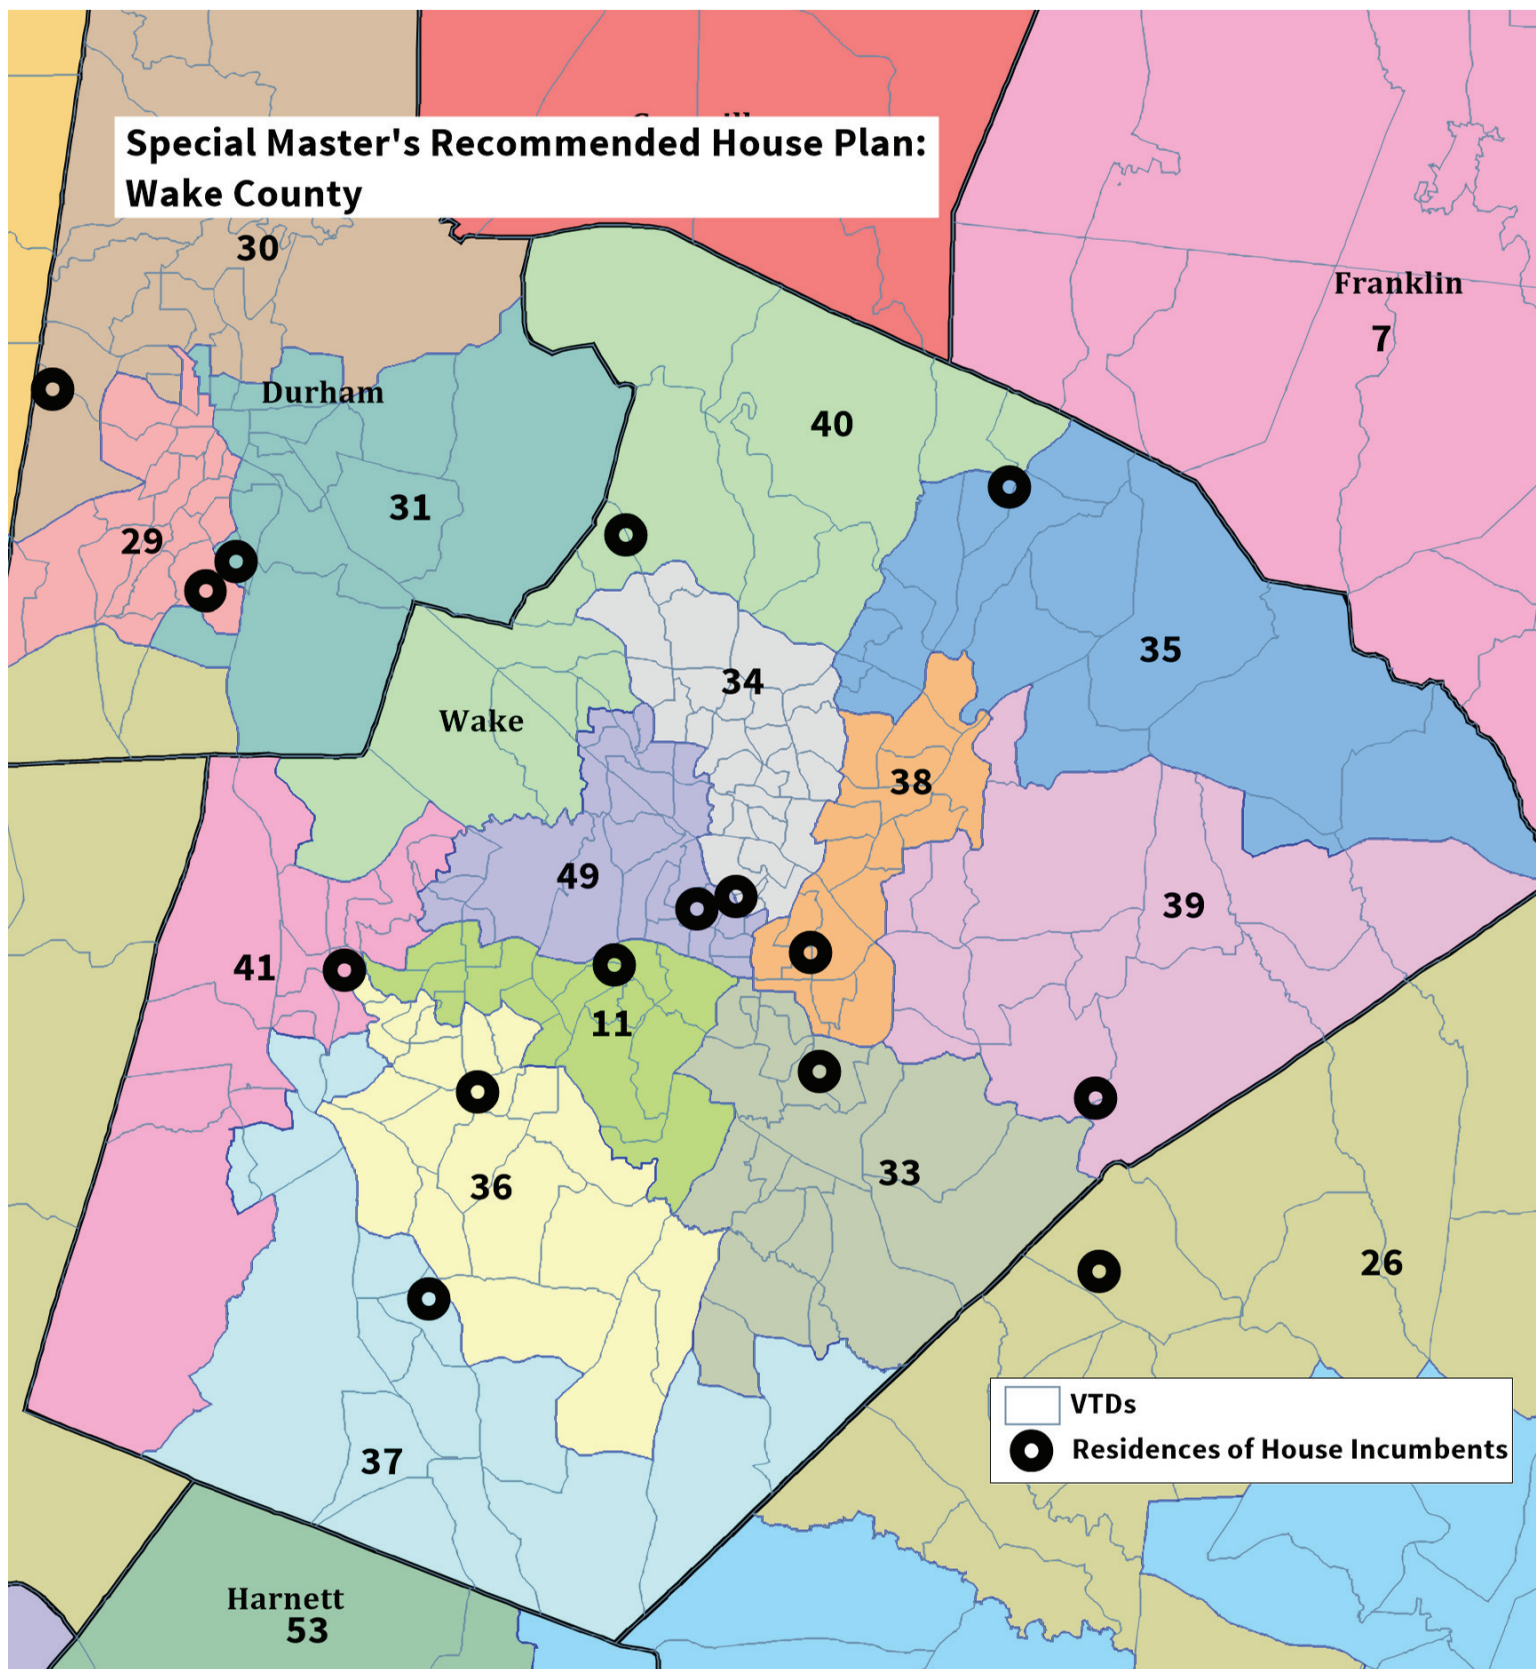 Special Master's Recommended House Plan:
Wake County
30
Franklin
7
Durham
40
31
29
35
34
Wake
38
49
39
41
11
33
36
26
VTDs
Residences of House Incumbents
37
Harnett
53